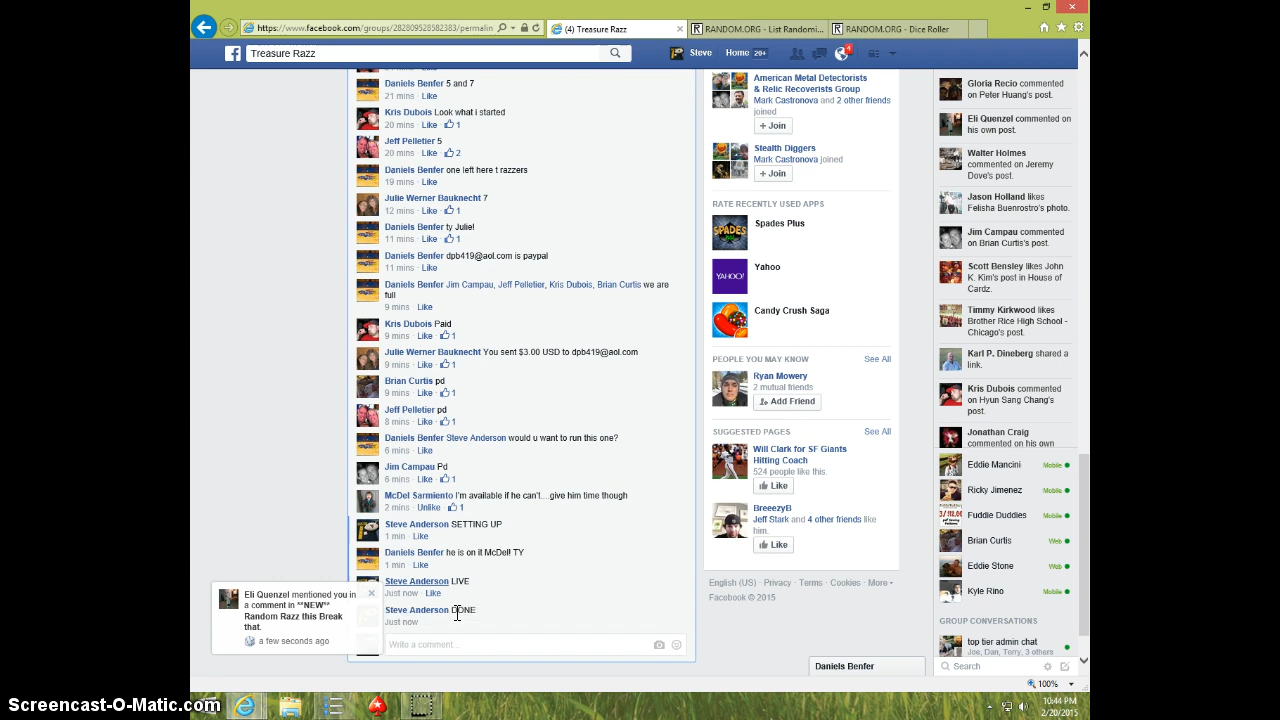 https://www.facebook.com/groups/282809528582383/permalin
(4) Treasure Razz
RANDOM.ORG - List Randomi...
RANDOM.ORG - Dice Roller
Treasure Razz
Steve
Home 20+
4
Daniels Benfer 5 and 7
21 mins · Like
Kris Dubois Look what i started
20 mins · Like · 1
Jeff Pelletier 5
20 mins · Like · 2
Daniels Benfer one left here t razzers
19 mins · Like
Julie Werner Bauknecht 7
12 mins · Like · 1
Daniels Benfer ty Julie!
11 mins · Like · 1
Daniels Benfer dpb419@aol.com is paypal
11 mins · Like
Daniels Benfer Jim Campau, Jeff Pelletier, Kris Dubois, Brian Curtis we are
full
9 mins · Like
Kris Dubois Paid
9 mins · Like · 1
Julie Werner Bauknecht You sent $3.00 USD to dpb419@aol.com
9 mins · Like · 1
Brian Curtis pd
9 mins · Like · 1
Jeff Pelletier pd
8 mins · Like · 1
Daniels Benfer Steve Anderson would u want to run this one?
6 mins · Like
Jim Campau Pd
6 mins · Like · 1
McDel Sarmiento I'm available if he can't... give him time though
2 mins · Unlike · 1
Steve Anderson SETTING UP
1 min · Like
Daniels Benfer he is on it McDel! TY
1 min · Like
Steve Anderson LIVE
Just now · Like
Steve Anderson DONE
Just now
Write a comment...
Eli Quenzel mentioned you in
a comment in **NEW**
Random Razz this Break
that.
a few seconds ago
American Metal Detectorists
& Relic Recoverists Group
Mark Castronova and 2 other friends
joined
+ Join
Stealth Diggers
Mark Castronova joined
+ Join
RATE RECENTLY USED APPS
Spades Plus
SPADES
Yahoo
YAHOO!
Candy Crush Saga
PEOPLE YOU MAY KNOW
See All
Ryan Mowery
2 mutual friends
Add Friend
SUGGESTED PAGES
See All
Will Clark for SF Giants
Hitting Coach
524 people like this.
Like
BreeezyB
Jeff Stark and 4 other friends like
him.
Like
English (US) · Privacy · Terms · Cookies · More
Facebook © 2015
Gloria Recio commented
on Peter Huang's post.
Eli Quenzel commented on
his own post.
Walter Holmes
commented on Jeremy
Dove's post.
Jason Holland likes
Felisha Buenrostro's photo.
Jim Campau commented
on Brian Curtis's post.
Scott Bensley likes John
K. Kim's post in House of
Cardz.
Timmy Kirkwood likes
Brother Rice High School -
Chicago's post.
Karl P. Dineberg shared a
link.
Kris Dubois commented
on Hyun Sang Chang's
post.
Jonathan Craig
commented on his own
Eddie Mancini Mobile
Ricky Jimenez Mobile
Fuddie Duddies Mobile
Brian Curtis Web
Eddie Stone Web
Kyle Rino Mobile
GROUP CONVERSATIONS
top tier admin chat
Joe, Dan, Terry, 3 others
Search
Daniels Benfer
100%
10:44 PM
2/20/2015
Screencast-O-Matic.com